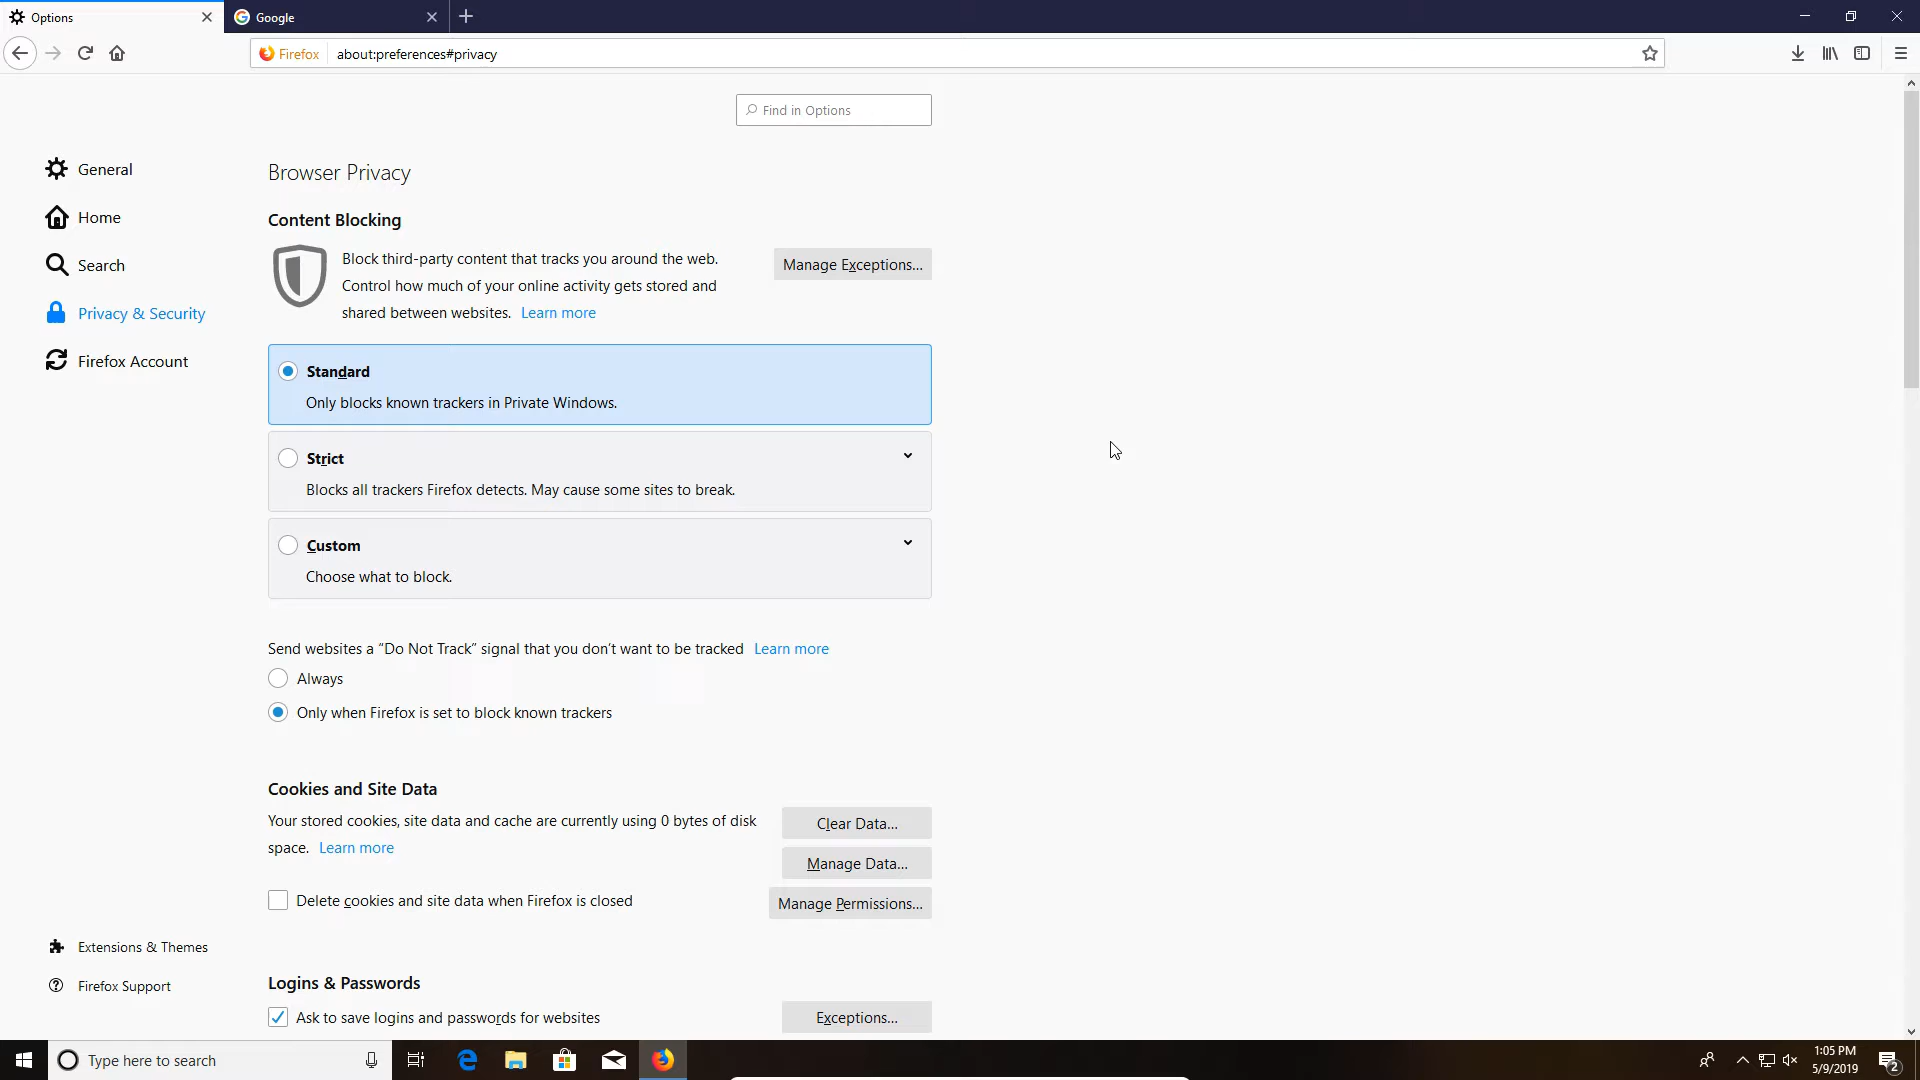 Options
Google
Firefox
about:preferences#privacy
Find in Options
General
Home
Search
Privacy & Security
Firefox Account
Browser Privacy
Content Blocking
Block third-party content that tracks you around the web.
Control how much of your online activity gets stored and
shared between websites. Learn more
Manage Exceptions...
Standard
Only blocks known trackers in Private Windows.
Strict
Blocks all trackers Firefox detects. May cause some sites to break.
Custom
Choose what to block.
Send websites a “Do Not Track” signal that you don’t want to be tracked Learn more
Always
Only when Firefox is set to block known trackers
Cookies and Site Data
Your stored cookies, site data and cache are currently using 0 bytes of disk
space. Learn more
Clear Data...
Manage Data...
Delete cookies and site data when Firefox is closed
Manage Permissions...
Extensions & Themes
Firefox Support
Logins & Passwords
Ask to save logins and passwords for websites
Exceptions...
Type here to search
1:05 PM
5/9/2019
2